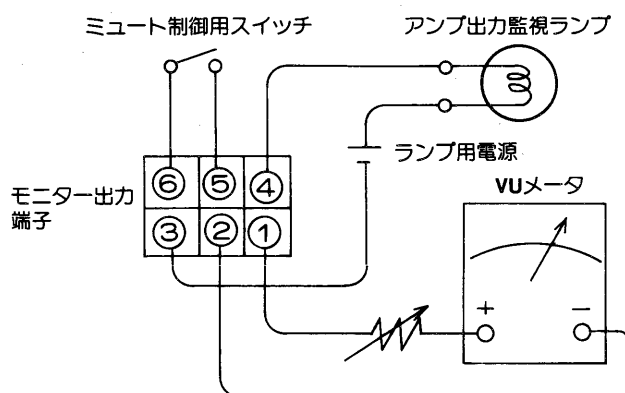 ミュート制御用スイッチ
アンプ出力監視ランプ
ランプ用電源
モニター出力
端子
⑥ ⑤ ④
③ ② ①
VUメータ
+ −